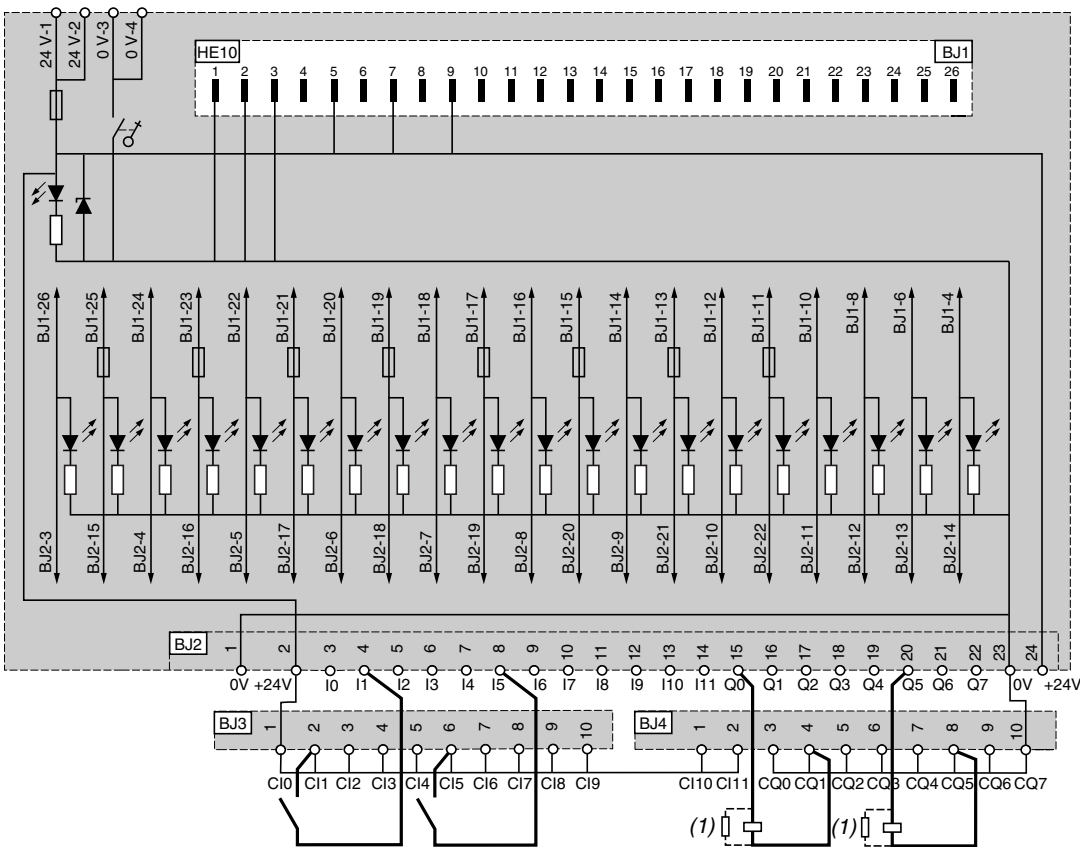 24 V-1 24 V-2 0 V-3 0 V-4
HE10 BJ1
1 2 3 4 5 6 7 8 9 10 11 12 13 14 15 16 17 18 19 20 21 22 23 24 25 26
BJ1-26 BJ1-25 BJ1-24 BJ1-23 BJ1-22 BJ1-21 BJ1-20 BJ1-19 BJ1-18 BJ1-17 BJ1-16 BJ1-15 BJ1-14 BJ1-13 BJ1-12 BJ1-11 BJ1-10 BJ1-8 BJ1-6 BJ1-4
BJ2-3 BJ2-15 BJ2-4 BJ2-16 BJ2-5 BJ2-17 BJ2-6 BJ2-18 BJ2-7 BJ2-19 BJ2-8 BJ2-20 BJ2-9 BJ2-21 BJ2-10 BJ2-22 BJ2-11 BJ2-12 BJ2-13 BJ2-14
BJ2 1 2 3 4 5 6 7 8 9 10 11 12 13 14 15 16 17 18 19 20 21 22 23 24
0V +24V I0 I1 I2 I3 I4 I5 I6 I7 I8 I9 I10 I11 Q0 Q1 Q2 Q3 Q4 Q5 Q6 Q7 0V +24V
BJ3 1 2 3 4 5 6 7 8 9 10 BJ4 1 2 3 4 5 6 7 8 9 10
CI0 CI1 CI2 CI3 CI4 CI5 CI6 CI7 CI8 CI9 CI10 CI11 CQ0 CQ1 CQ2 CQ3 CQ4 CQ5 CQ6 CQ7
(1) (1)